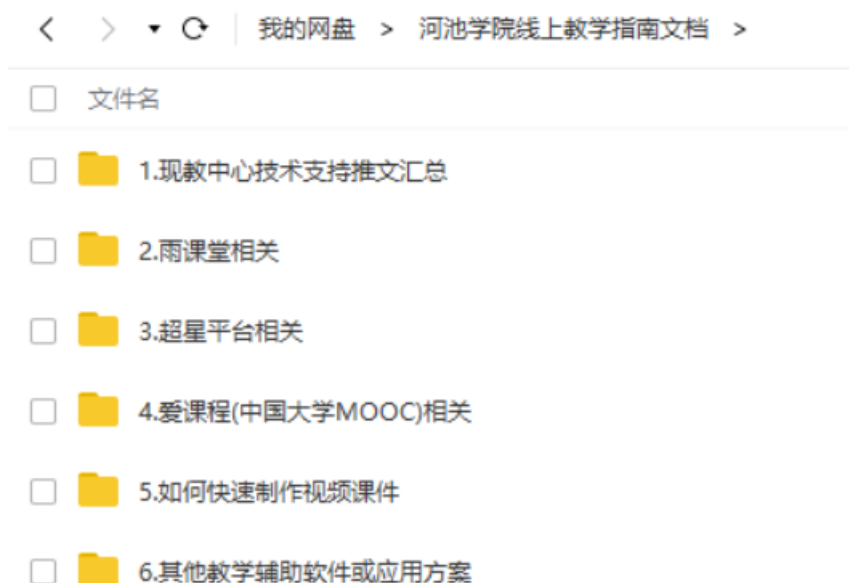 我的网盘 > 河池学院线上教学指南文档 >
文件名
1.现教中心技术支持推文汇总
2.雨课堂相关
3.超星平台相关
4.爱课程(中国大学MOOC)相关
5.如何快速制作视频课件
6.其他教学辅助软件或应用方案